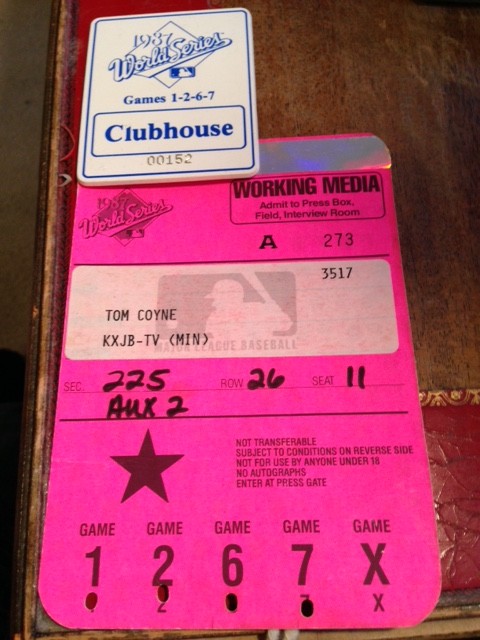 1987
World Series
Games 1-2-6-7
Clubhouse
00152
1987
World Series
WORKING MEDIA
Admit to Press Box,
Field, Interview Room
A 273
3517
TOM COYNE
KXJB-TV (MIN)
MAJOR LEAGUE BASEBALL
SEC. 225 ROW 26 SEAT 11
AUX 2
NOT TRANSFERABLE
SUBJECT TO CONDITIONS ON REVERSE SIDE
NOT FOR USE BY ANYONE UNDER 18
NO AUTOGRAPHS
ENTER AT PRESS GATE
GAME GAME GAME GAME GAME
1 2 6 7 X
2 X